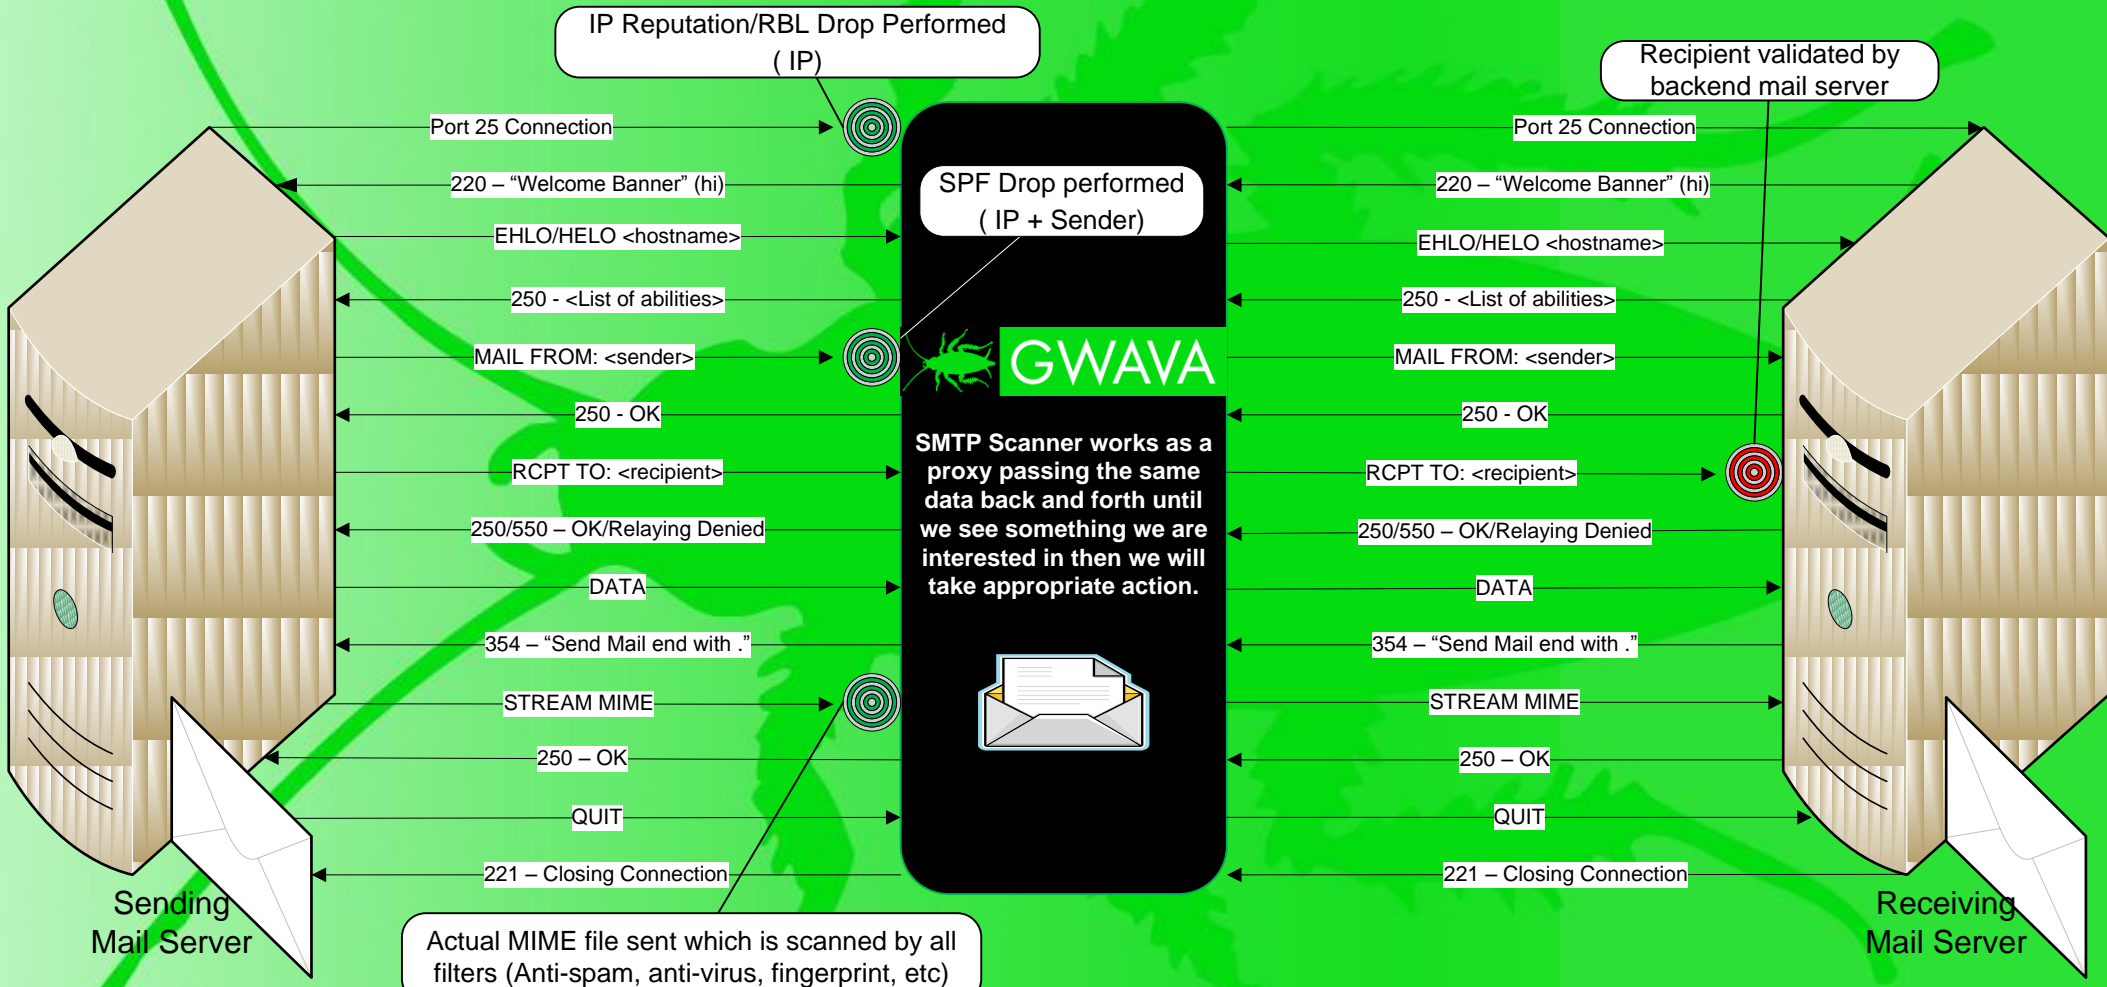 IP Reputation/RBL Drop Performed
( IP)
Recipient validated by
backend mail server
Port 25 Connection
Port 25 Connection
220 – “Welcome Banner” (hi)
SPF Drop performed
( IP + Sender)
220 – “Welcome Banner” (hi)
EHLO/HELO <hostname>
EHLO/HELO <hostname>
250 - <List of abilities>
250 - <List of abilities>
MAIL FROM: <sender>
GWAVA
MAIL FROM: <sender>
250 - OK
250 - OK
SMTP Scanner works as a
proxy passing the same
data back and forth until
we see something we are
interested in then we will
take appropriate action.
RCPT TO: <recipient>
RCPT TO: <recipient>
250/550 – OK/Relaying Denied
250/550 – OK/Relaying Denied
DATA
DATA
354 – “Send Mail end with .”
354 – “Send Mail end with .”
STREAM MIME
STREAM MIME
250 – OK
250 – OK
QUIT
QUIT
221 – Closing Connection
221 – Closing Connection
Sending
Mail Server
Receiving
Mail Server
Actual MIME file sent which is scanned by all
filters (Anti-spam, anti-virus, fingerprint, etc)